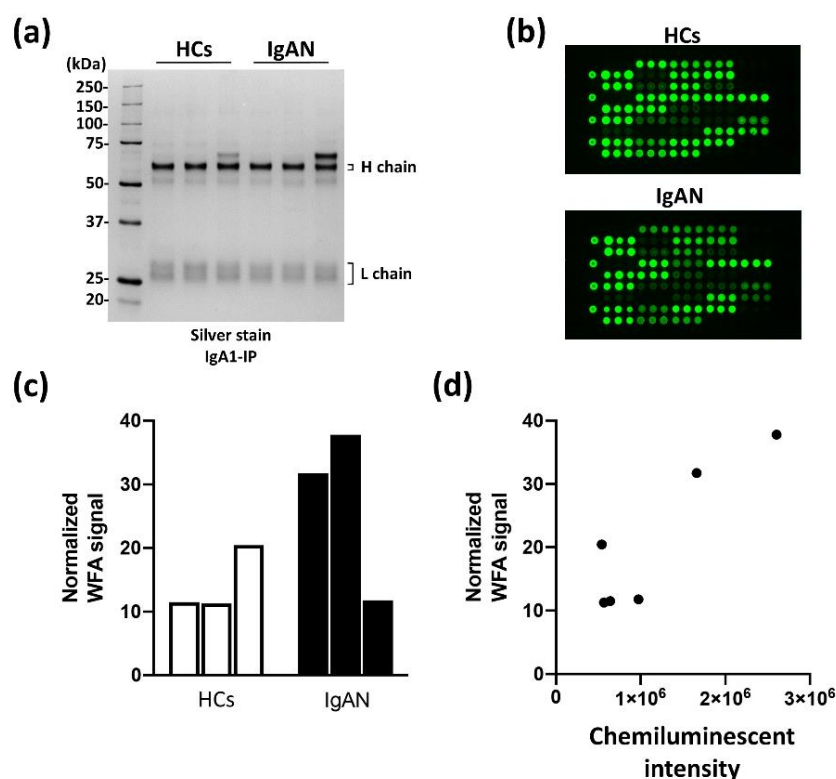 (a)
HCs IgAN
(kDa)
250-
150-
100-
75-
50-
37-
25-
20-
H chain
L chain
Silver stain
IgA1-IP
(b)
HCs
IgAN
(c)
Normalized
WFA signal
40
30
20
10
0
HCs IgAN
(d)
Normalized
WFA signal
40
30
20
10
0
0 1×10⁶ 2×10⁶ 3×10⁶
Chemiluminescent
intensity